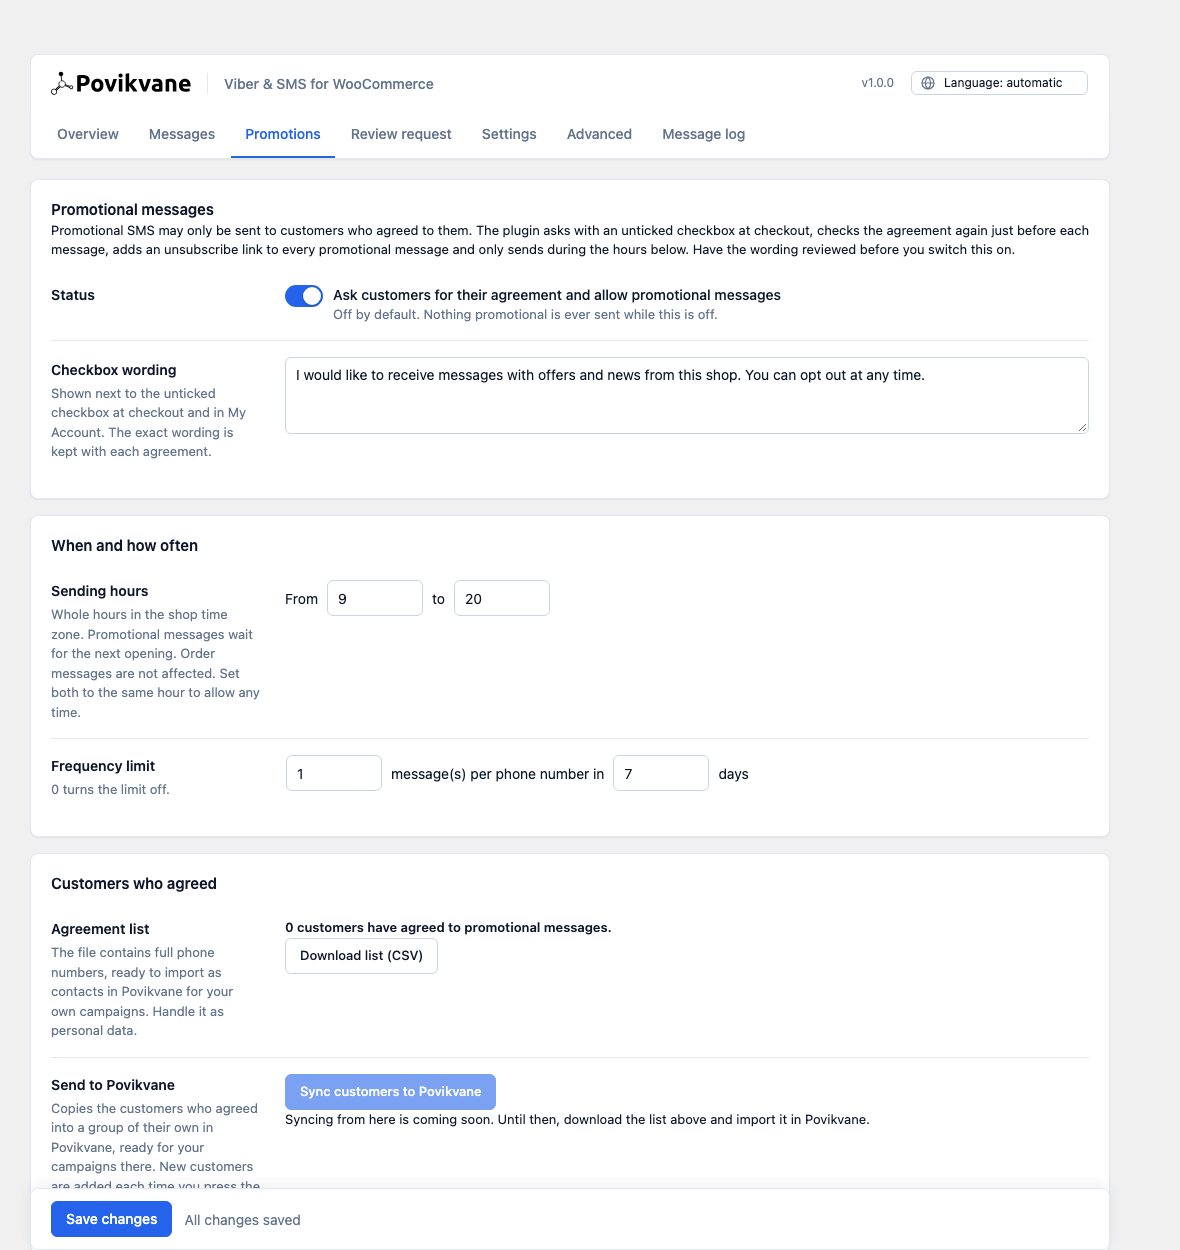 Povikvane
Viber & SMS for WooCommerce
v1.0.0
Language: automatic
Overview
Messages
Promotions
Review request
Settings
Advanced
Message log
Promotional messages
Promotional SMS may only be sent to customers who agreed to them. The plugin asks with an unticked checkbox at checkout, checks the agreement again just before each
message, adds an unsubscribe link to every promotional message and only sends during the hours below. Have the wording reviewed before you switch this on.
Status
Ask customers for their agreement and allow promotional messages
Off by default. Nothing promotional is ever sent while this is off.
Checkbox wording
Shown next to the unticked
checkbox at checkout and in My
Account. The exact wording is
kept with each agreement.
I would like to receive messages with offers and news from this shop. You can opt out at any time.
When and how often
Sending hours
Whole hours in the shop time
zone. Promotional messages wait
for the next opening. Order
messages are not affected. Set
both to the same hour to allow any
time.
From 9 to 20
Frequency limit
0 turns the limit off.
1 message(s) per phone number in 7 days
Customers who agreed
Agreement list
The file contains full phone
numbers, ready to import as
contacts in Povikvane for your
own campaigns. Handle it as
personal data.
0 customers have agreed to promotional messages.
Download list (CSV)
Send to Povikvane
Copies the customers who agreed
into a group of their own in
Povikvane, ready for your
campaigns there. New customers
are added each time you press the
Sync customers to Povikvane
Syncing from here is coming soon. Until then, download the list above and import it in Povikvane.
Save changes
All changes saved